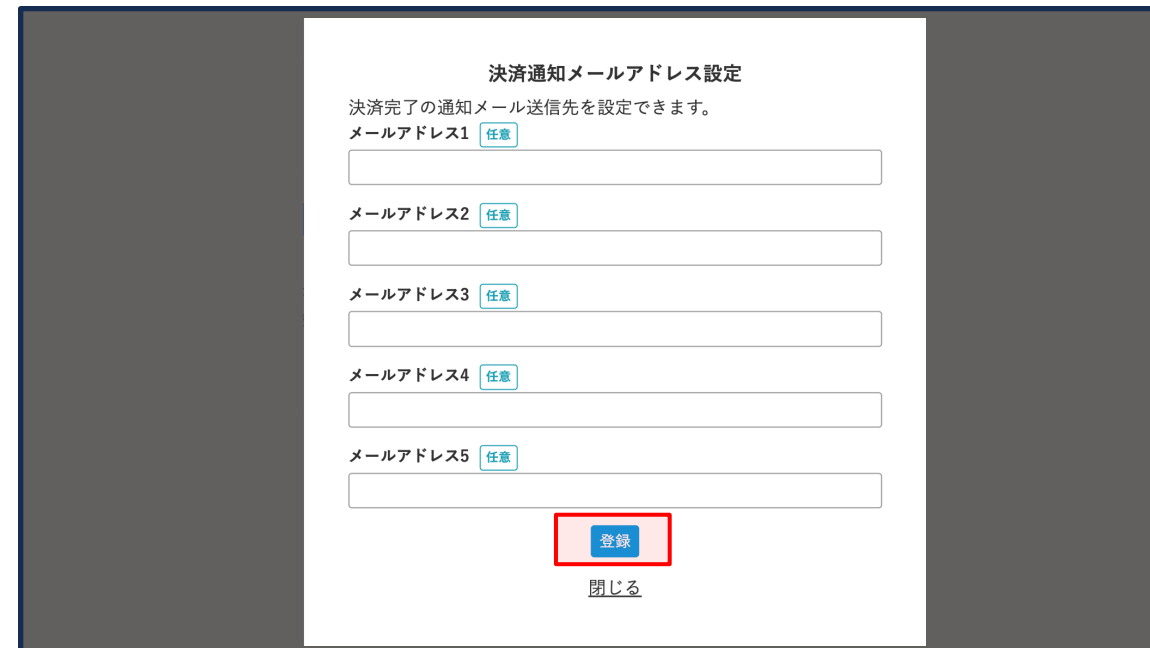 決済通知メールアドレス設定
決済完了の通知メール送信先を設定できます。
メールアドレス1 任意
メールアドレス2 任意
メールアドレス3 任意
メールアドレス4 任意
メールアドレス5 任意
登録
閉じる